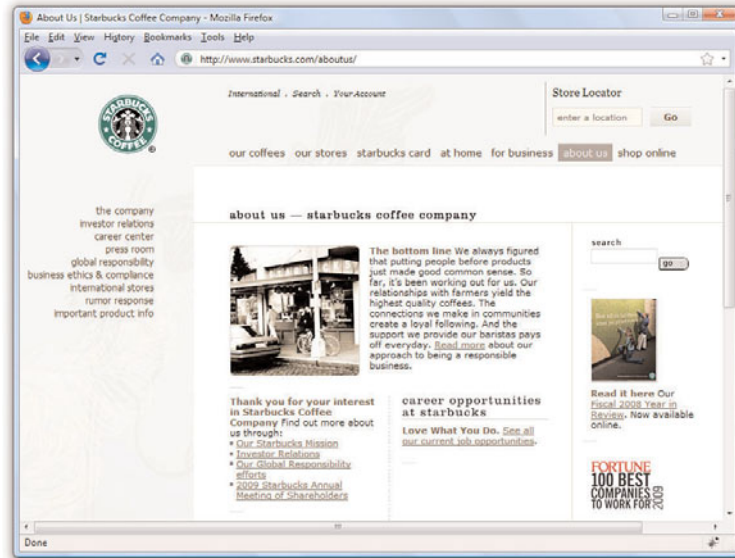 About Us | Starbucks Coffee Company - Mozilla Firefox
File Edit View History Bookmarks Tools Help
http://www.starbucks.com/aboutus/
International . Search . Your Account
Store Locator
enter a location Go
STARBUCKS
COFFEE
our coffees our stores starbucks card at home for business about us shop online
the company
investor relations
career center
press room
global responsibility
business ethics & compliance
international stores
rumor response
important product info
about us — starbucks coffee company
The bottom line We always figured
that putting people before products
just made good common sense. So
far, it's been working out for us. Our
relationships with farmers yield the
highest quality coffees. The
connections we make in communities
create a loyal following. And the
support we provide our baristas pays
off everyday. Read more about our
approach to being a responsible
business.
Thank you for your interest
in Starbucks Coffee
Company Find out more about
us through:
Our Starbucks Mission
Investor Relations
Our Global Responsibility
efforts
2009 Starbucks Annual
Meeting of Shareholders
career opportunities
at starbucks
Love What You Do. See all
our current job opportunities.
search
go
Read it here Our
Fiscal 2008 Year in
Review. Now available
online.
FORTUNE
100 BEST
COMPANIES
TO WORK FOR 2009
Done